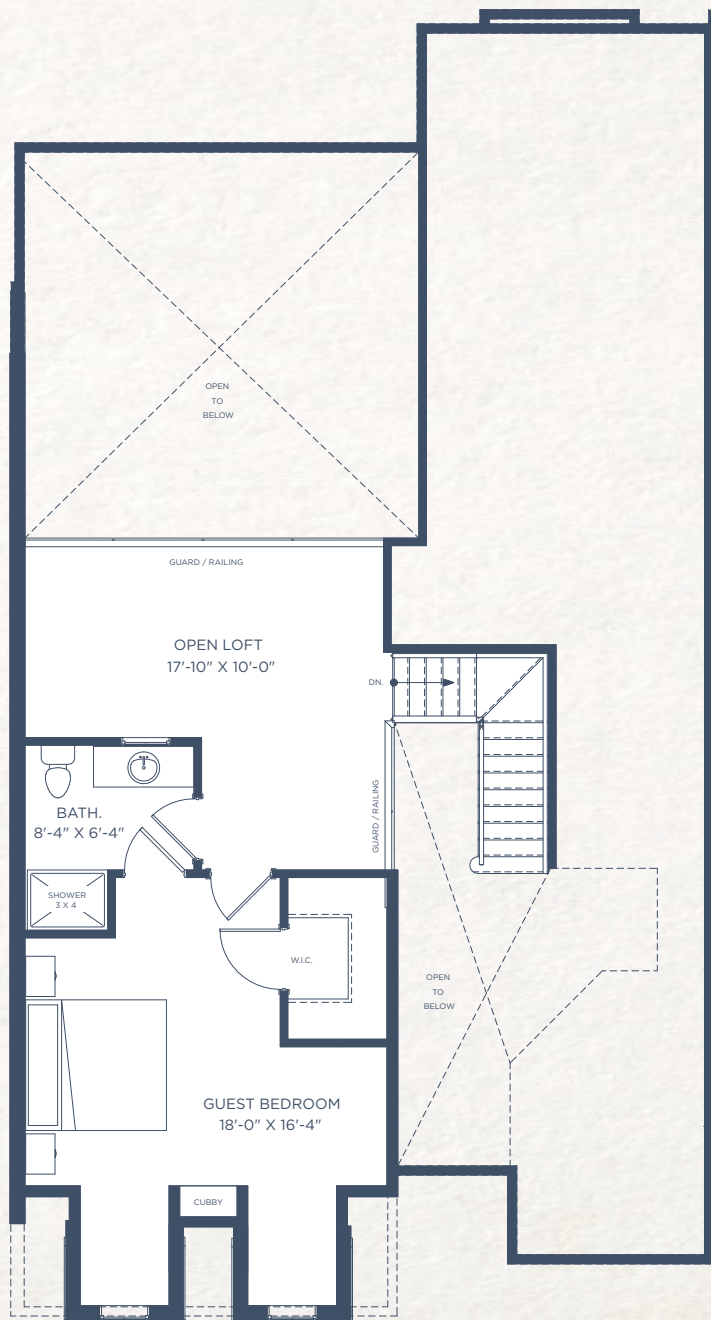 OPEN
TO
BELOW
GUARD / RAILING
OPEN LOFT
17'-10" X 10'-0"
DN.
GUARD / RAILING
BATH.
8'-4" X 6'-4"
SHOWER
3 X 4
W.I.C.
OPEN
TO
BELOW
GUEST BEDROOM
18'-0" X 16'-4"
CUBBY